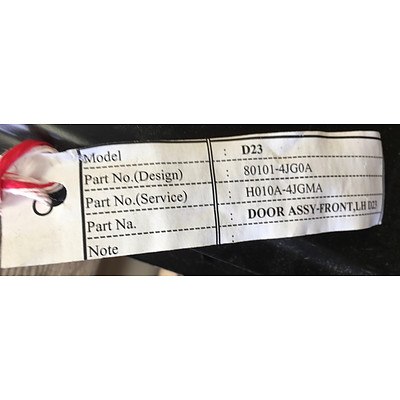 Model : D23
Part No.(Design) : 80101-4JG0A
Part No.(Service) : H010A-4JGMA
Part Na. : DOOR ASSY-FRONT,LH D23
Note :